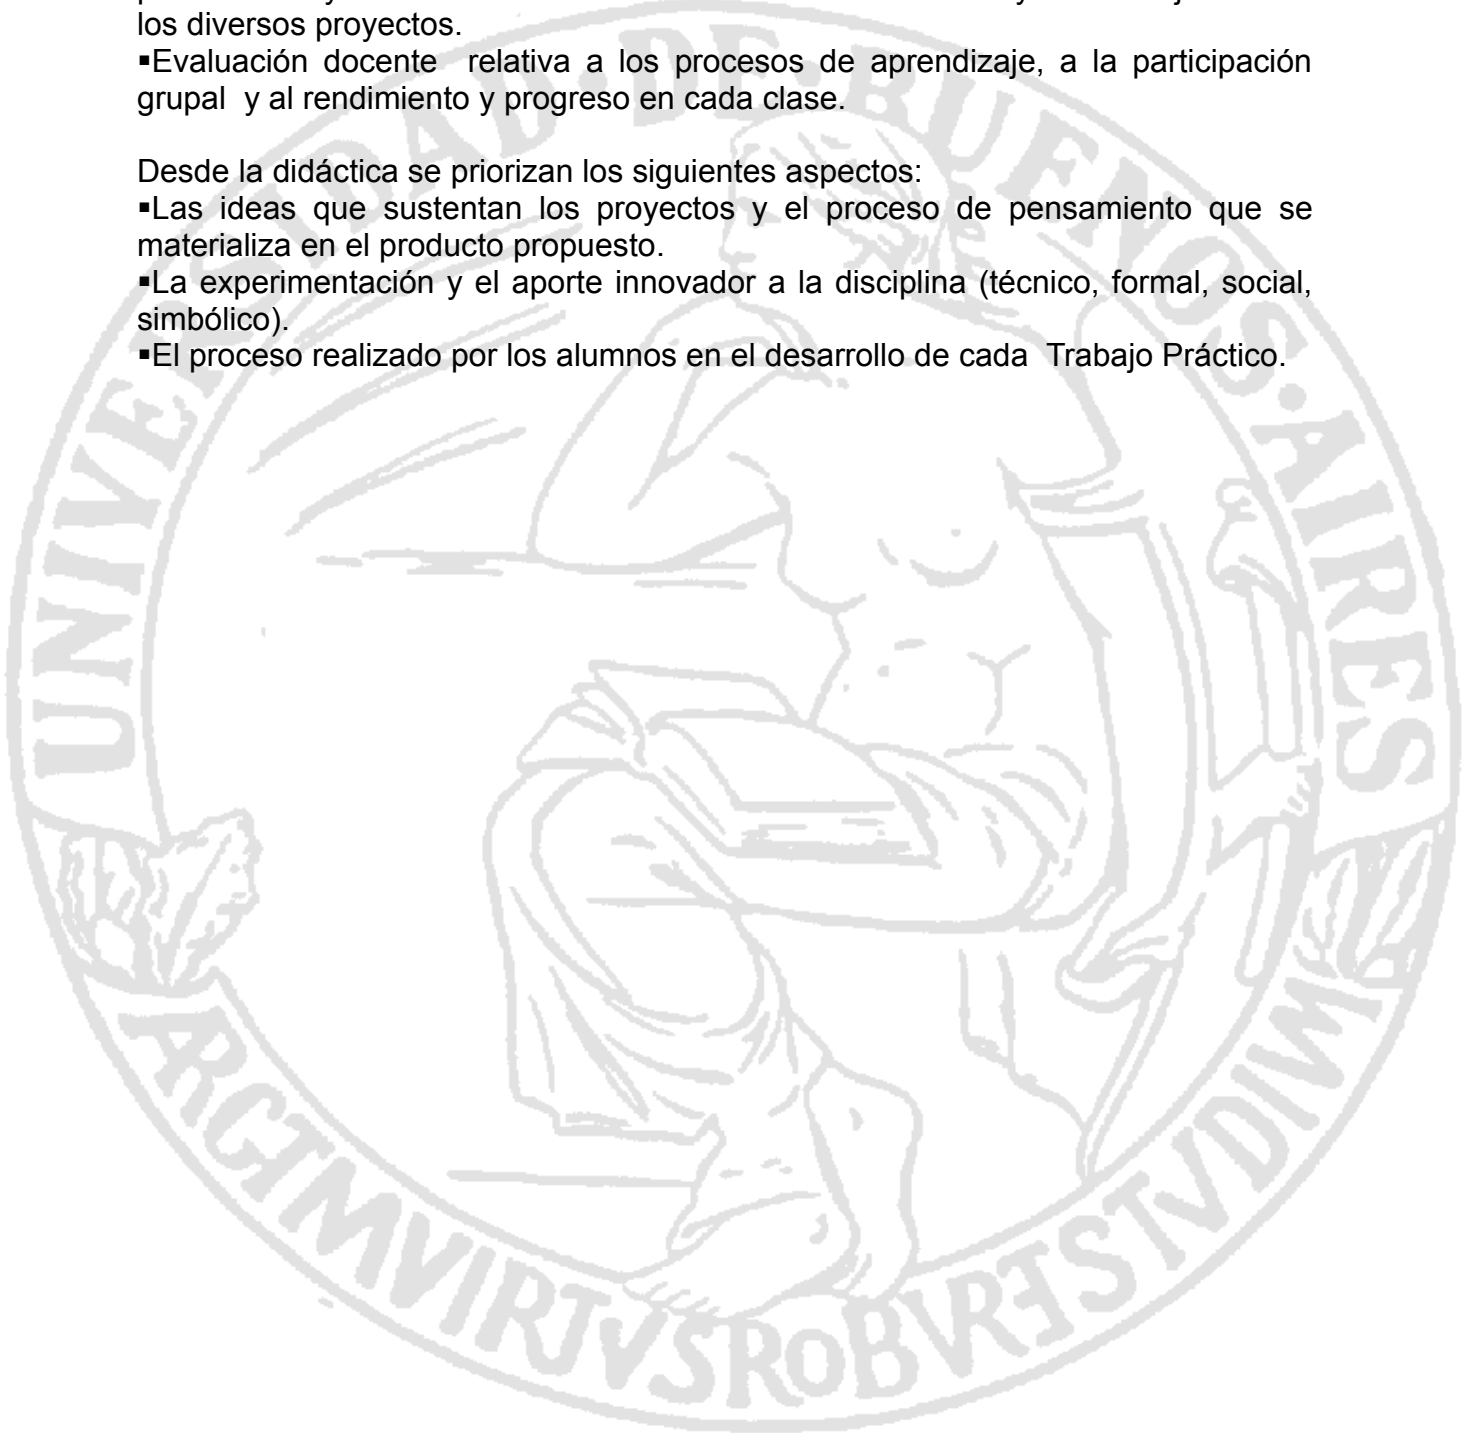 los diversos proyectos.
▪Evaluación docente relativa a los procesos de aprendizaje, a la participación
grupal y al rendimiento y progreso en cada clase.
Desde la didáctica se priorizan los siguientes aspectos:
▪Las ideas que sustentan los proyectos y el proceso de pensamiento que se
materializa en el producto propuesto.
▪La experimentación y el aporte innovador a la disciplina (técnico, formal, social,
simbólico).
▪El proceso realizado por los alumnos en el desarrollo de cada Trabajo Práctico.
UNIVERSIDAD·DE·BUENOS·AIRES
ARGTMVIRTVSROBVRETSTVDIVM